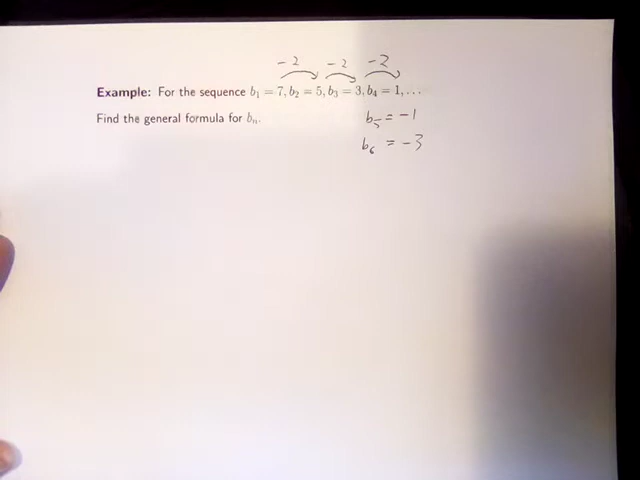 -2 -2 -2
Example: For the sequence b₁ = 7, b₂ = 5, b₃ = 3, b₄ = 1, ...
Find the general formula for bₙ.
b₅ = -1
b₆ = -3